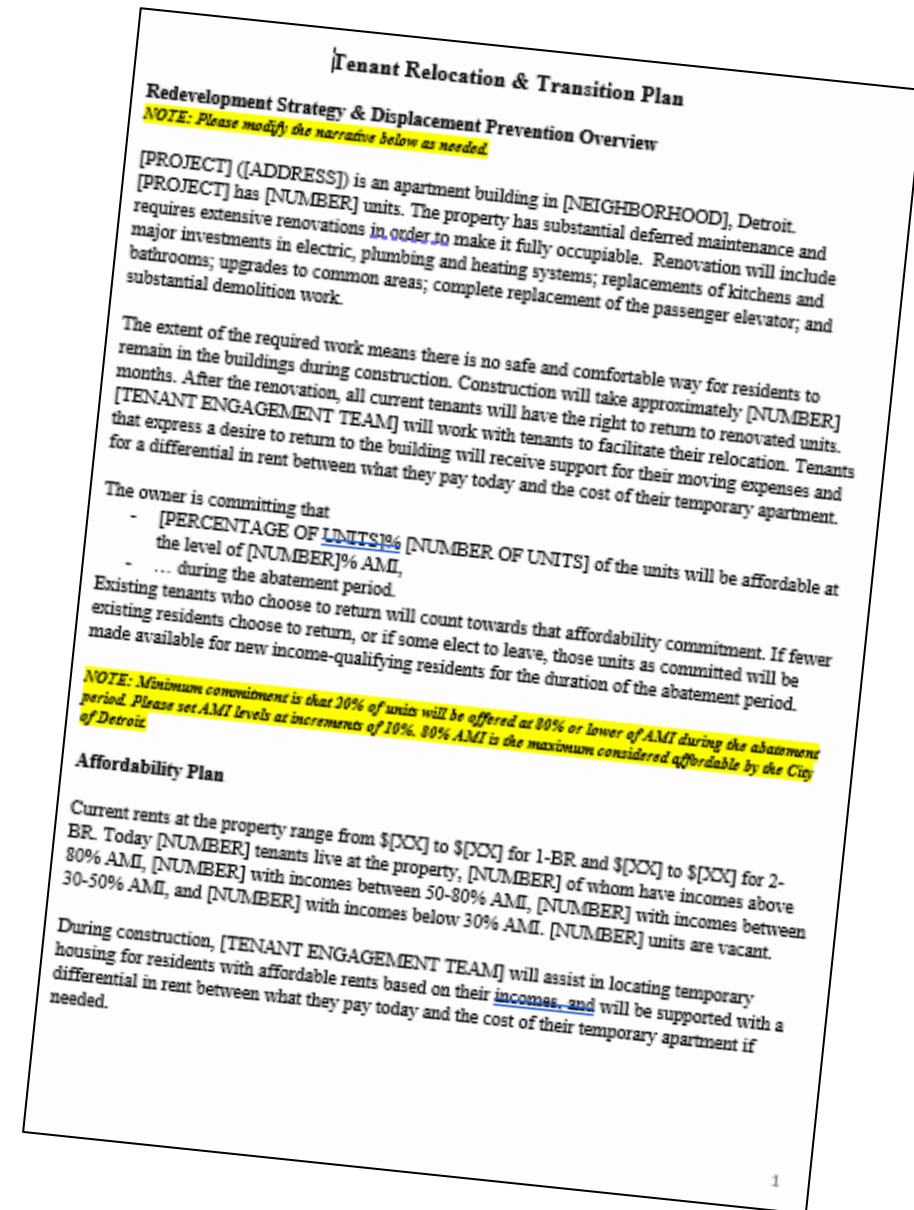 Tenant Relocation & Transition Plan
Redevelopment Strategy & Displacement Prevention Overview
NOTE: Please modify the narrative below as needed.
[PROJECT] ([ADDRESS]) is an apartment building in [NEIGHBORHOOD], Detroit.
[PROJECT] has [NUMBER] units. The property has substantial deferred maintenance and
requires extensive renovations in order to make it fully occupiable.  Renovation will include
major investments in electric, plumbing and heating systems; replacements of kitchens and
bathrooms; upgrades to common areas; complete replacement of the passenger elevator; and
substantial demolition work.
The extent of the required work means there is no safe and comfortable way for residents to
remain in the buildings during construction. Construction will take approximately [NUMBER]
months. After the renovation, all current tenants will have the right to return to renovated units.
[TENANT ENGAGEMENT TEAM] will work with tenants to facilitate their relocation. Tenants
that express a desire to return to the building will receive support for their moving expenses and
for a differential in rent between what they pay today and the cost of their temporary apartment.
The owner is committing that
- [PERCENTAGE OF UNITS]% [NUMBER OF UNITS] of the units will be affordable at
the level of [NUMBER]% AMI,
- … during the abatement period.
Existing tenants who choose to return will count towards that affordability commitment. If fewer
existing residents choose to return, or if some elect to leave, those units as committed will be
made available for new income-qualifying residents for the duration of the abatement period.
NOTE: Minimum commitment is that 20% of units will be offered at 80% or lower of AMI during the abatement
period. Please set AMI levels at increments of 10%. 80% AMI is the maximum considered affordable by the City
of Detroit.
Affordability Plan
Current rents at the property range from $[XX] to $[XX] for 1-BR and $[XX] to $[XX] for 2-
BR. Today [NUMBER] tenants live at the property, [NUMBER] of whom have incomes above
80% AMI, [NUMBER] with incomes between 50-80% AMI, [NUMBER] with incomes between
30-50% AMI, and [NUMBER] with incomes below 30% AMI. [NUMBER] units are vacant.
During construction, [TENANT ENGAGEMENT TEAM] will assist in locating temporary
housing for residents with affordable rents based on their incomes, and will be supported with a
differential in rent between what they pay today and the cost of their temporary apartment if
needed.
1